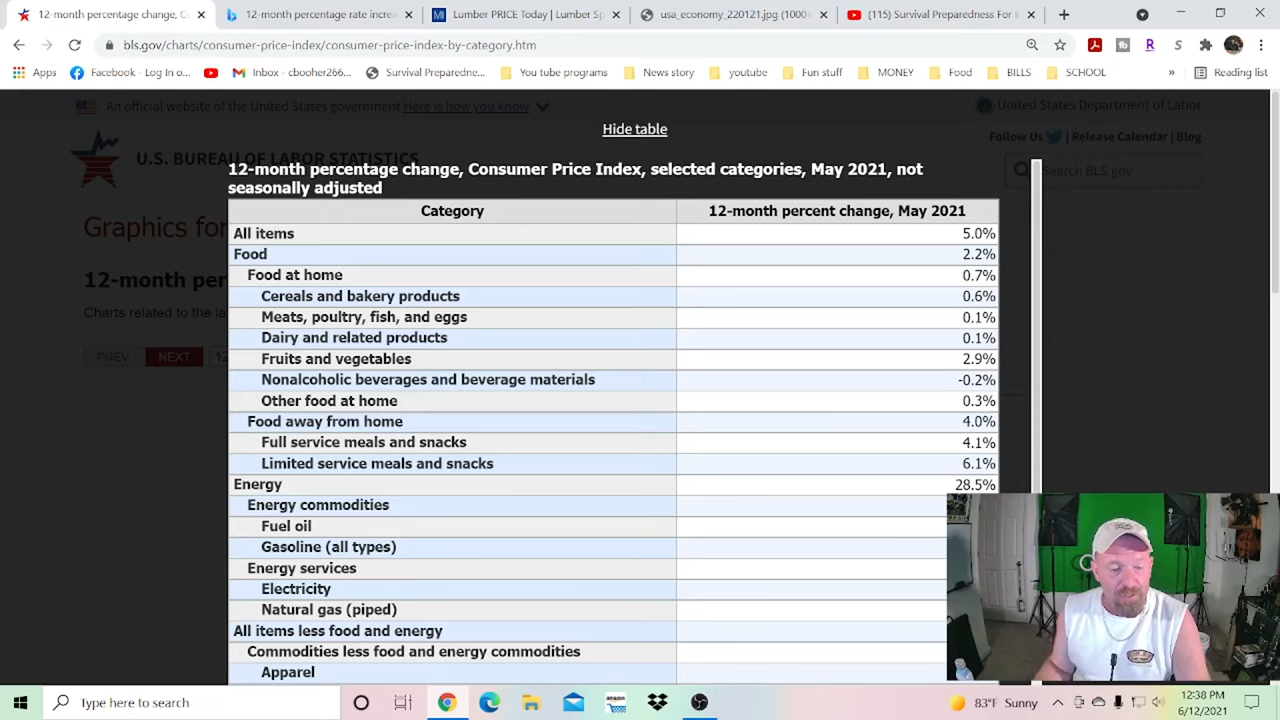 12-month percentage change, C
12-month percentage rate increa
Lumber PRICE Today | Lumber Sp
usa_economy_220121.jpg (1000×
(115) Survival Preparedness For B
bls.gov/charts/consumer-price-index/consumer-price-index-by-category.htm
Apps
Facebook - Log In o...
Inbox - cbooher266...
Survival Preparedne...
You tube programs
News story
youtube
Fun stuff
MONEY
Food
BILLS
SCHOOL
»
Reading list
An official website of the United States government Here is how you know
United States Department of Labor
Hide table
Follow Us | Release Calendar | Blog
U.S. BUREAU OF LABOR STATISTICS
Search BLS.gov
12-month percentage change, Consumer Price Index, selected categories, May 2021, not
seasonally adjusted
Graphics for
12-month per
Charts related to the la
PREV NEXT 12
Category 12-month percent change, May 2021
All items 5.0%
Food 2.2%
Food at home 0.7%
Cereals and bakery products 0.6%
Meats, poultry, fish, and eggs 0.1%
Dairy and related products 0.1%
Fruits and vegetables 2.9%
Nonalcoholic beverages and beverage materials -0.2%
Other food at home 0.3%
Food away from home 4.0%
Full service meals and snacks 4.1%
Limited service meals and snacks 6.1%
Energy 28.5%
Energy commodities
Fuel oil
Gasoline (all types)
Energy services
Electricity
Natural gas (piped)
All items less food and energy
Commodities less food and energy commodities
Apparel
Type here to search
83°F Sunny
12:38 PM
6/12/2021